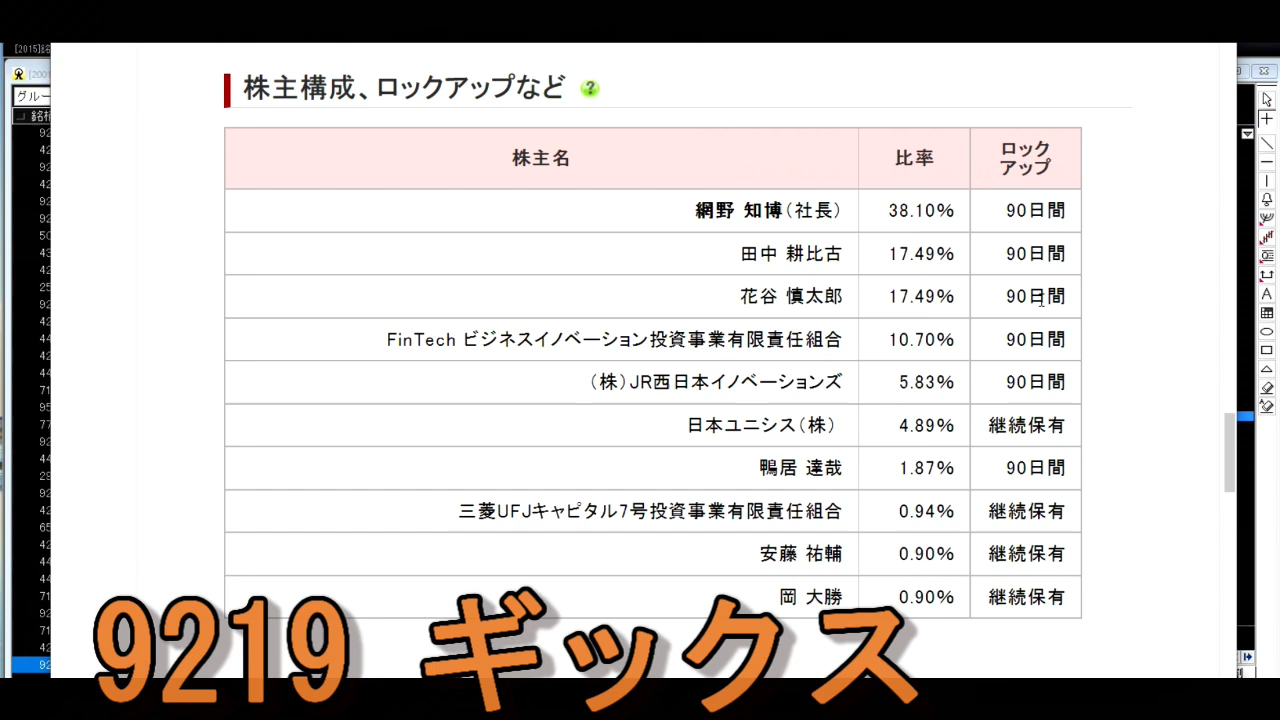 [2015]銘
[200
グルー
銘柄
株主構成、ロックアップなど ?
株主名 比率 ロック
アップ
網野 知博（社長） 38.10% 90日間
田中 耕比古 17.49% 90日間
花谷 慎太郎 17.49% 90日間
FinTech ビジネスイノベーション投資事業有限責任組合 10.70% 90日間
（株）JR西日本イノベーションズ 5.83% 90日間
日本ユニシス（株） 4.89% 継続保有
鴨居 達哉 1.87% 90日間
三菱UFJキャピタル7号投資事業有限責任組合 0.94% 継続保有
安藤 祐輔 0.90% 継続保有
岡 大勝 0.90% 継続保有
9219 ギックス